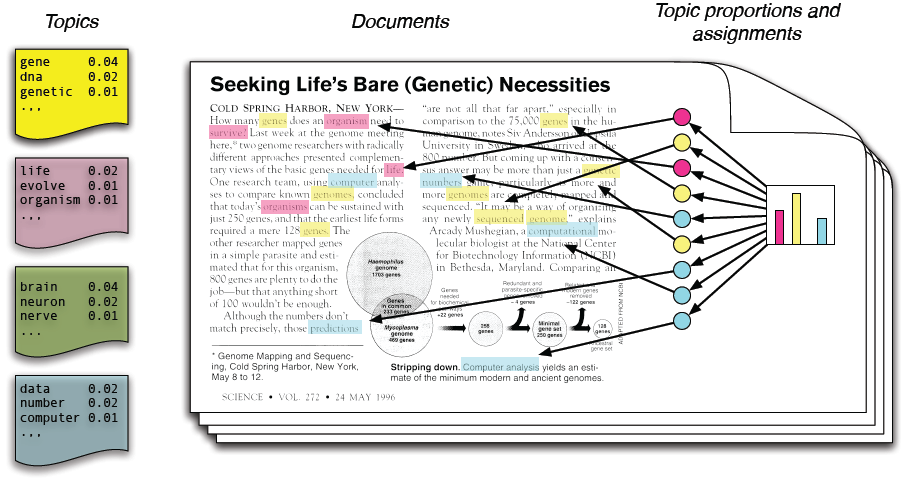 Topics
Documents
Topic proportions and
assignments
gene 0.04
dna 0.02
genetic 0.01
.,,
life 0.02
evolve 0.01
organism 0.01
.,,
brain 0.04
neuron 0.02
nerve 0.01
...
data 0.02
number 0.02
computer 0.01
.,,
Seeking Life's Bare (Genetic) Necessities
COLD SPRING HARBOR, NEW YORK—
How many genes does an organism need to
survive? Last week at the genome meeting
here,* two genome researchers with radically
different approaches presented complemen-
tary views of the basic genes needed for life.
One research team, using computer analy-
ses to compare known genomes, concluded
that today's organisms can be sustained with
just 250 genes, and that the earliest life forms
required a mere 128 genes. The
other researcher mapped genes
in a simple parasite and esti-
mated that for this organism,
800 genes are plenty to do the
job—but that anything short
of 100 wouldn't be enough.
Although the numbers don't
match precisely, those predictions
* Genome Mapping and Sequenc-
ing, Cold Spring Harbor, New York,
May 8 to 12.
"are not all that far apart," especially in
comparison to the 75,000 genes in the hu-
man genome, notes Siv Andersson of Uppsala
University in Sweden, who arrived at the
800 number. But coming up with a consen-
sus answer may be more than just a genetic
numbers game, particularly as more and
more genomes are completely mapped and
sequenced. "It may be a way of organizing
any newly sequenced genome," explains
Arcady Mushegian, a computational mo-
lecular biologist at the National Center
for Biotechnology Information (NCBI)
in Bethesda, Maryland. Comparing an
Haemophilus
genome
1703 genes
Genes
in common
233 genes
Mycoplasma
genome
469 genes
Genes
needed
for biochemical
+22 genes
256
genes
Redundant and
parasite-specific
– 4 genes
Minimal
gene set
250 genes
modern genes
removed
–122 genes
128
genes
gene set
ADAPTED FROM NCBI
Stripping down. Computer analysis yields an esti-
mate of the minimum modern and ancient genomes.
SCIENCE • VOL. 272 • 24 MAY 1996